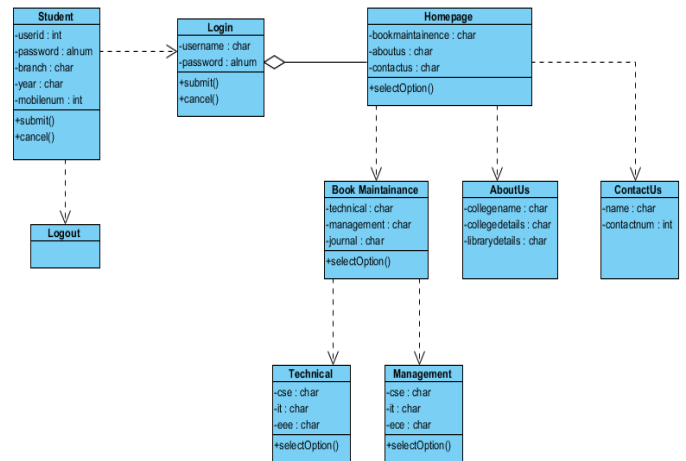 Student
-userid : int
-password : alnum
-branch : char
-year : char
-mobilenum : int
+submit()
+cancel()
Login
-username : char
-password : alnum
+submit()
+cancel()
Homepage
-bookmaintainence : char
-aboutus : char
-contactus : char
+selectOption()
Logout
Book Maintainance
-technical : char
-management : char
-journal : char
+selectOption()
AboutUs
-collegename : char
-collegedetails : char
-librarydetails : char
ContactUs
-name : char
-contactnum : int
Technical
-cse : char
-it : char
-eee : char
+selectOption()
Management
-cse : char
-it : char
-ece : char
+selectOption()